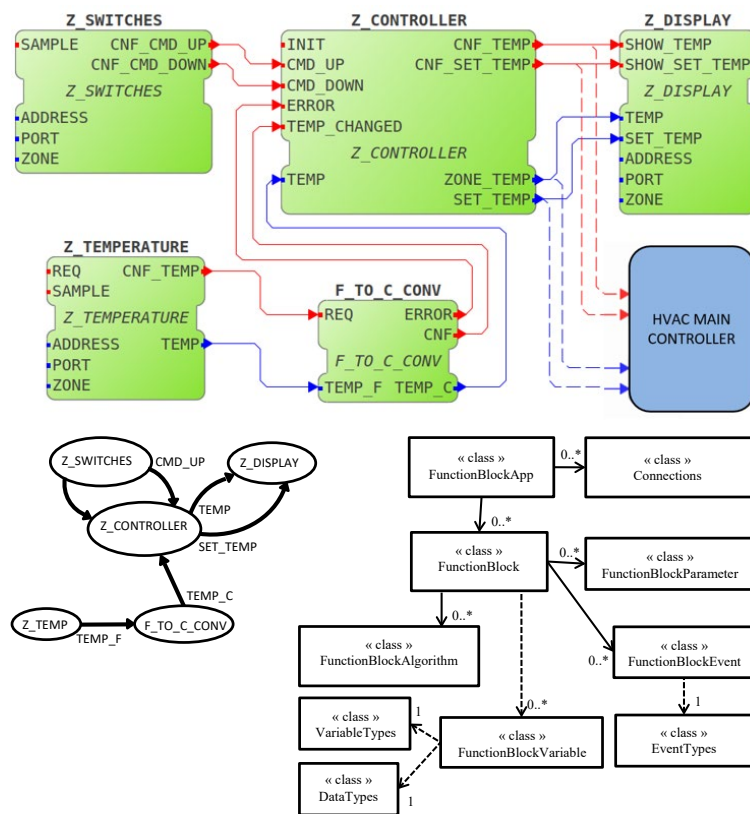 Z_SWITCHES
SAMPLE
CNF_CMD_UP
CNF_CMD_DOWN
Z_SWITCHES
ADDRESS
PORT
ZONE
Z_CONTROLLER
INIT
CMD_UP
CMD_DOWN
ERROR
TEMP_CHANGED
CNF_TEMP
CNF_SET_TEMP
Z_CONTROLLER
TEMP
ZONE_TEMP
SET_TEMP
Z_DISPLAY
SHOW_TEMP
SHOW_SET_TEMP
Z_DISPLAY
TEMP
SET_TEMP
ADDRESS
PORT
ZONE
Z_TEMPERATURE
REQ
CNF_TEMP
SAMPLE
Z_TEMPERATURE
ADDRESS
TEMP
PORT
ZONE
F_TO_C_CONV
REQ
ERROR
CNF
F_TO_C_CONV
TEMP_F
TEMP_C
HVAC MAIN
CONTROLLER
Z_SWITCHES
CMD_UP
Z_DISPLAY
Z_CONTROLLER
TEMP
SET_TEMP
TEMP_C
Z_TEMP
TEMP_F
F_TO_C_CONV
« class »
FunctionBlockApp
0..*
« class »
Connections
0..*
« class »
FunctionBlock
0..*
« class »
FunctionBlockParameter
0..*
« class »
FunctionBlockAlgorithm
0..*
« class »
FunctionBlockEvent
0..*
1
« class »
VariableTypes
1
« class »
FunctionBlockVariable
« class »
EventTypes
« class »
DataTypes
1